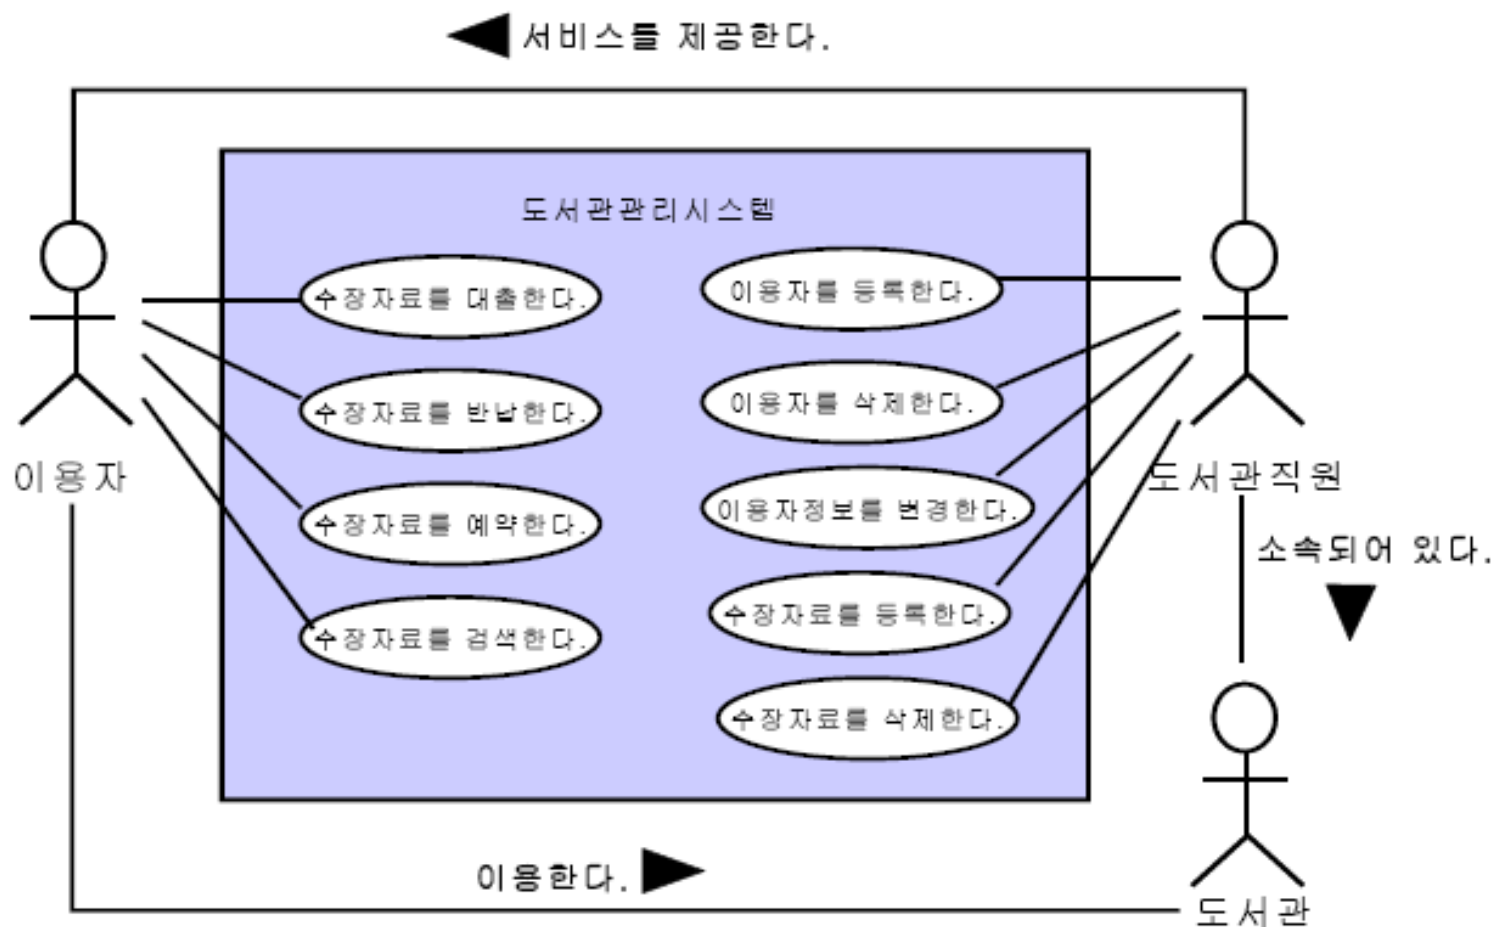 서비스를 제공한다.
도서관관리시스템
수장자료를 대출한다.
이용자를 등록한다.
수장자료를 반납한다.
이용자를 삭제한다.
이용자
도서관직원
수장자료를 예약한다.
이용자정보를 변경한다.
소속되어 있다.
수장자료를 검색한다.
수장자료를 등록한다.
수장자료를 삭제한다.
이용한다.
도서관